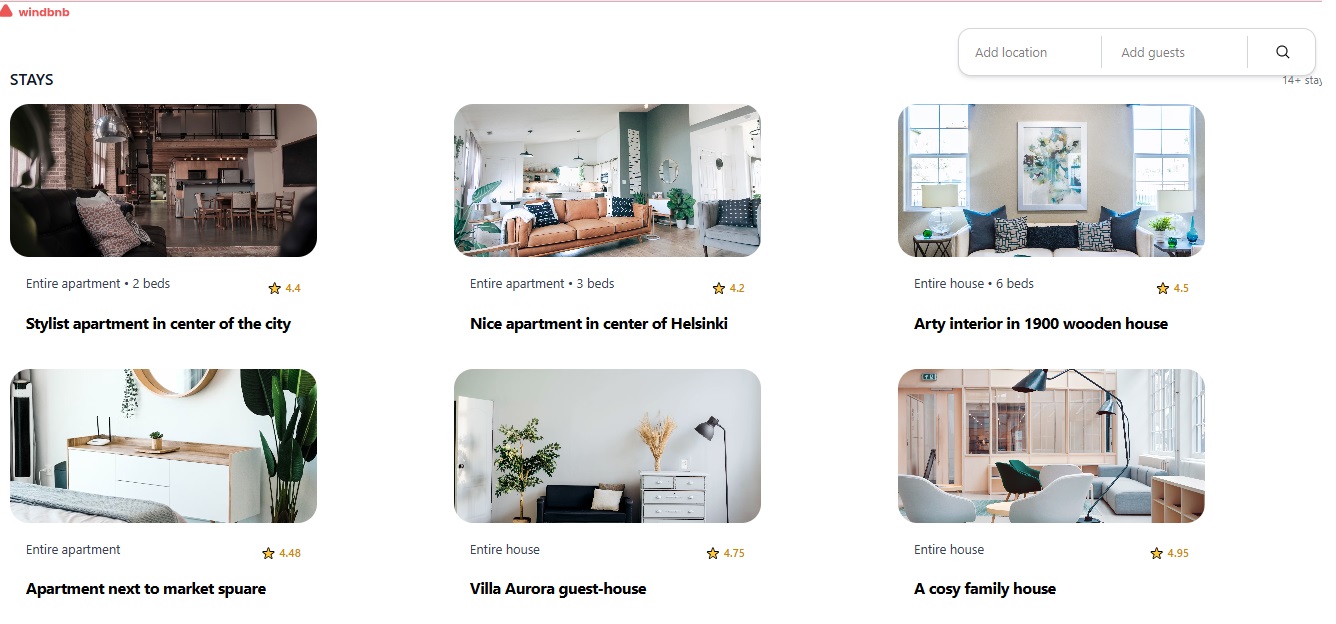 windbnb
Add location
Add guests
STAYS
14+ stay
Entire apartment • 2 beds
4.4
Stylist apartment in center of the city
Entire apartment • 3 beds
4.2
Nice apartment in center of Helsinki
Entire house • 6 beds
4.5
Arty interior in 1900 wooden house
Entire apartment
4.48
Apartment next to market spuare
Entire house
4.75
Villa Aurora guest-house
Entire house
4.95
A cosy family house